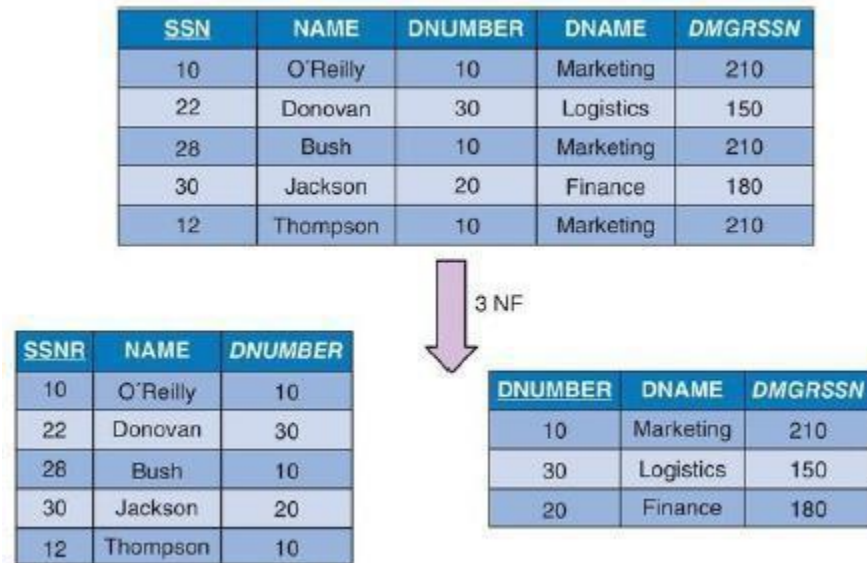 SSN NAME DNUMBER DNAME DMGRSSN
10 O´Reilly 10 Marketing 210
22 Donovan 30 Logistics 150
28 Bush 10 Marketing 210
30 Jackson 20 Finance 180
12 Thompson 10 Marketing 210
3 NF
SSNR NAME DNUMBER
10 O´Reilly 10
22 Donovan 30
28 Bush 10
30 Jackson 20
12 Thompson 10
DNUMBER DNAME DMGRSSN
10 Marketing 210
30 Logistics 150
20 Finance 180